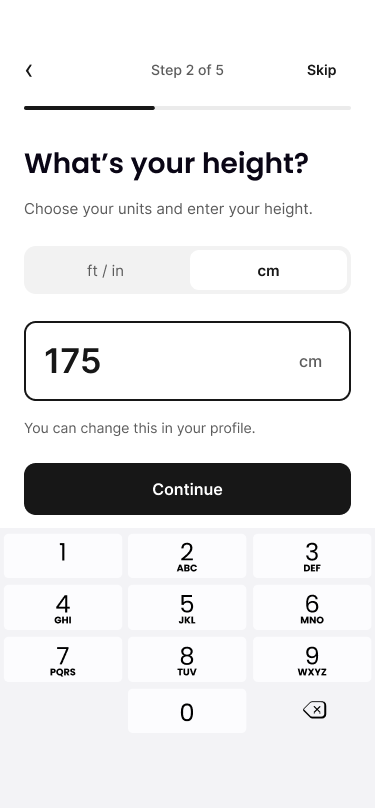 Step 2 of 5
Skip
What’s your height?
Choose your units and enter your height.
ft / in
cm
175
cm
You can change this in your profile.
Continue
1
2
ABC
3
DEF
4
GHI
5
JKL
6
MNO
7
PQRS
8
TUV
9
WXYZ
0